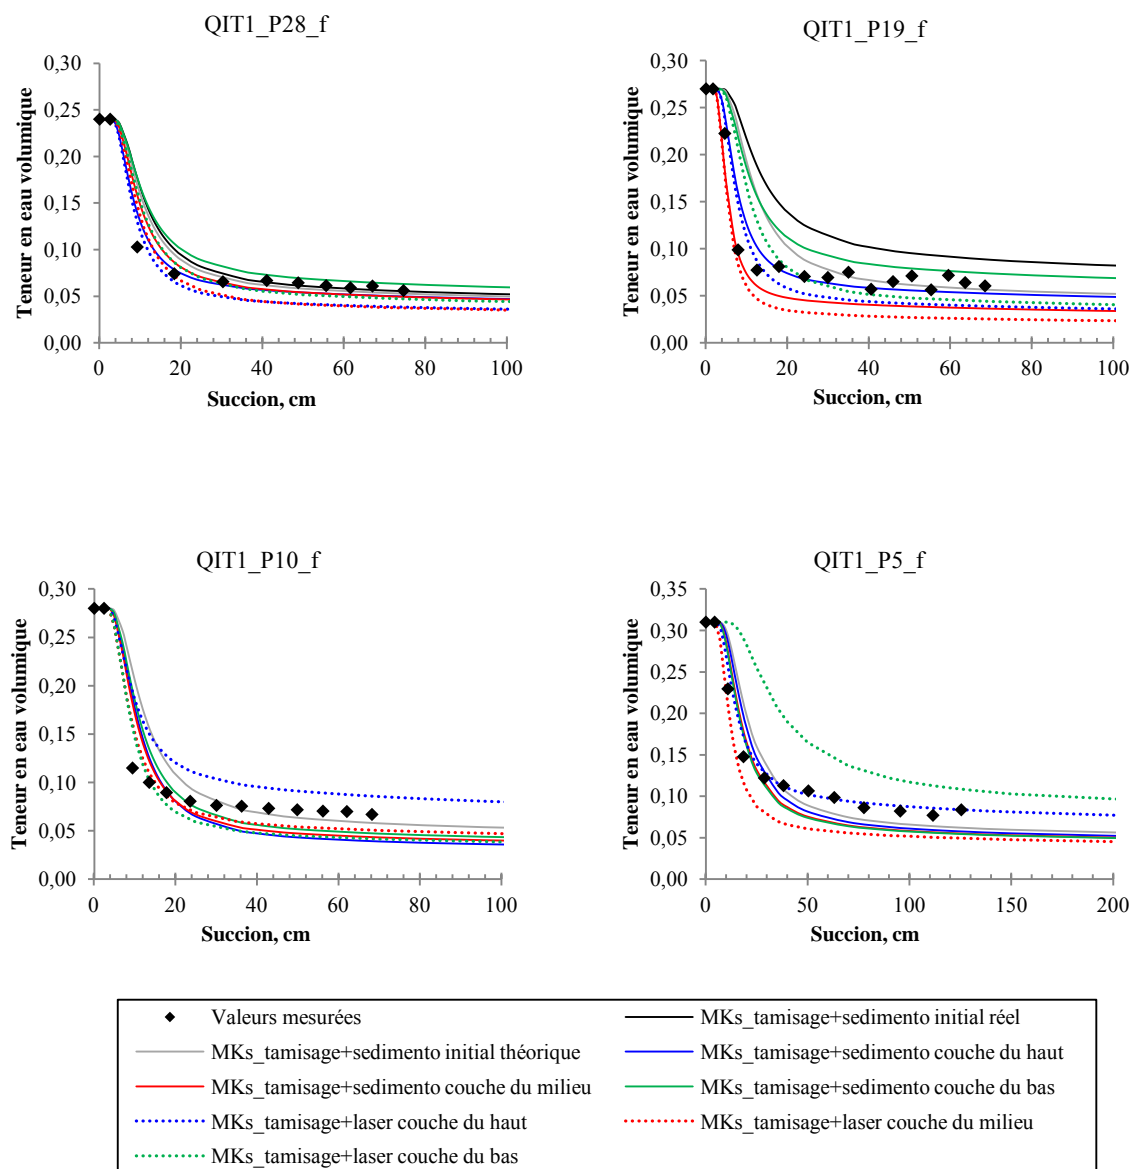 QIT1_P28_f
Teneur en eau volumique
0,30
0,24
0,18
0,12
0,06
0,00
0 20 40 60 80 100
Succion, cm
QIT1_P19_f
Teneur en eau volumique
0,30
0,25
0,20
0,15
0,10
0,05
0,00
0 20 40 60 80 100
Succion, cm
QIT1_P10_f
Teneur en eau volumique
0,30
0,25
0,20
0,15
0,10
0,05
0,00
0 20 40 60 80 100
Succion, cm
QIT1_P5_f
Teneur en eau volumique
0,35
0,30
0,25
0,20
0,15
0,10
0,05
0,00
0 50 100 150 200
Succion, cm
Valeurs mesurées
MKs_tamisage+sedimento initial réel
MKs_tamisage+sedimento initial théorique
MKs_tamisage+sedimento couche du haut
MKs_tamisage+sedimento couche du milieu
MKs_tamisage+sedimento couche du bas
MKs_tamisage+laser couche du haut
MKs_tamisage+laser couche du milieu
MKs_tamisage+laser couche du bas